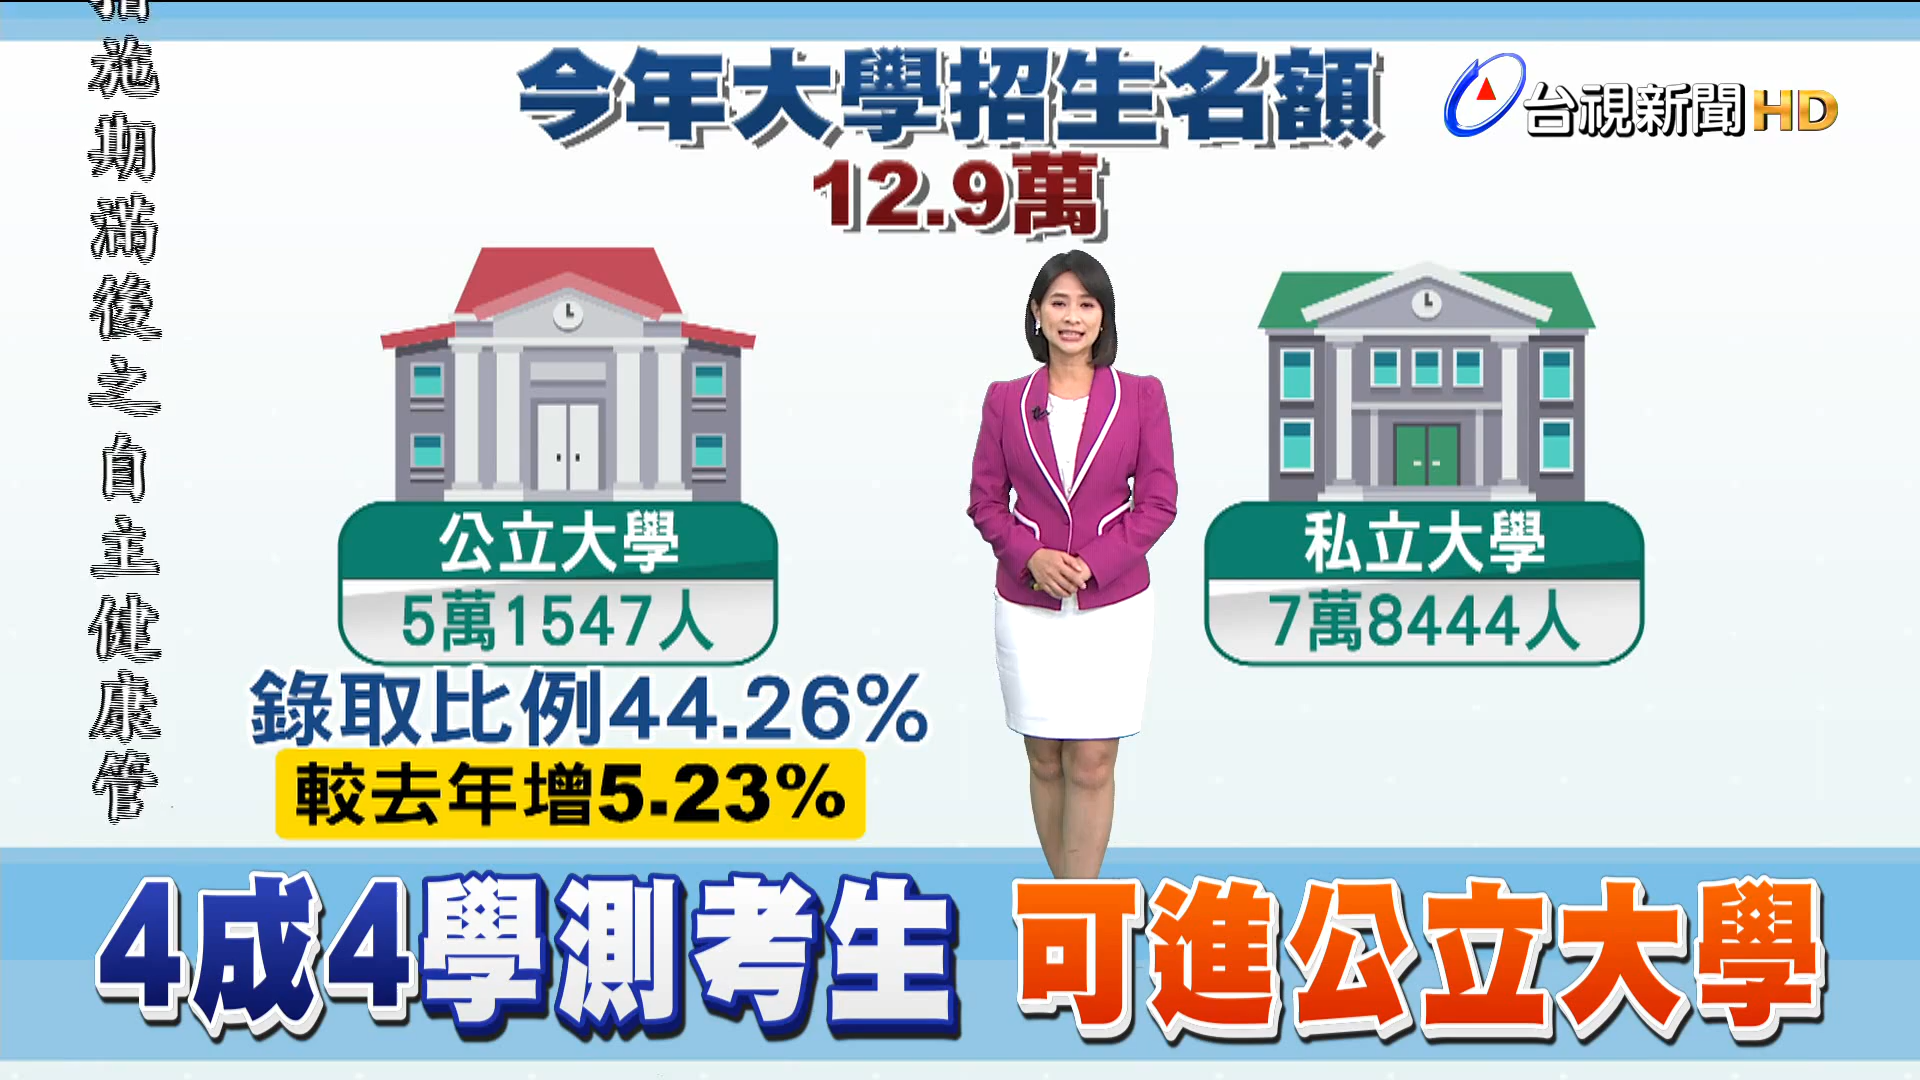 今年大學招生名額
12.9萬
台視新聞HD
措施期滿後之自主健康管
公立大學
5萬1547人
私立大學
7萬8444人
錄取比例44.26%
較去年增5.23%
4成4學測考生 可進公立大學